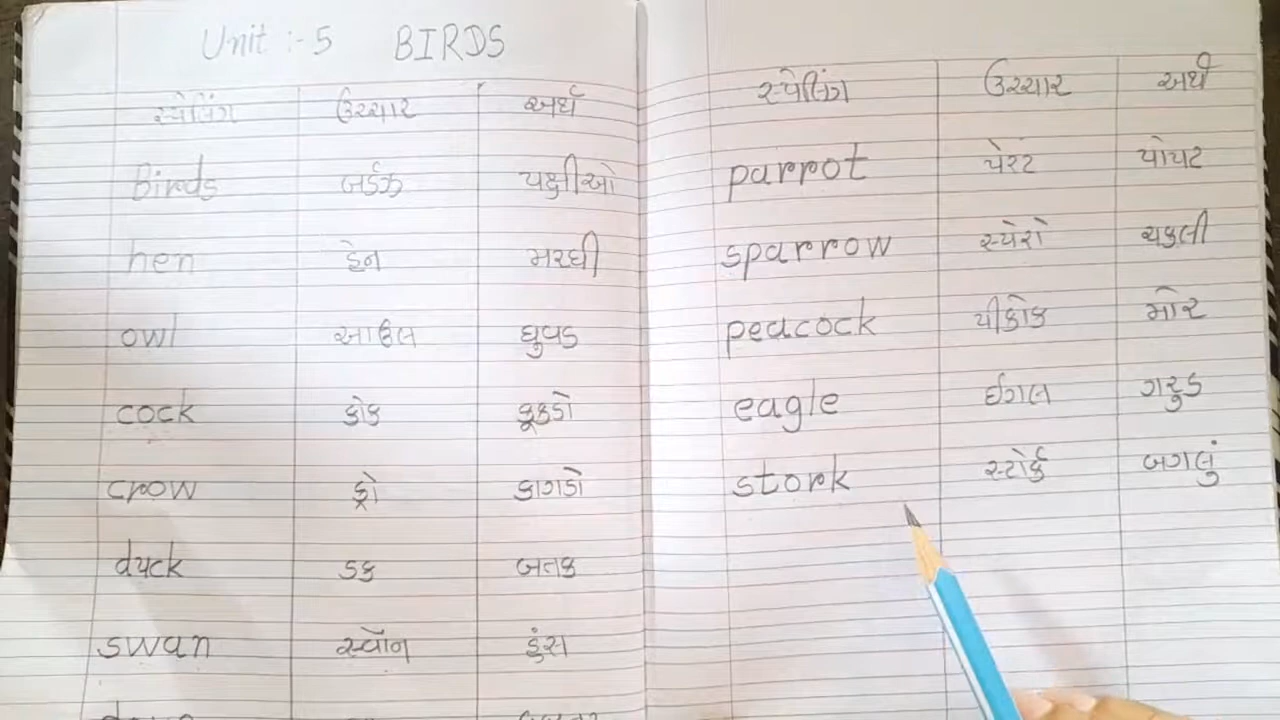 Unit :- 5 BIRDS
સ્પેલિંગ ઉચ્ચાર અર્થ
Birds બર્ડઝ પક્ષીઓ
hen હેન મરઘી
owl આઉલ ઘુવડ
cock કોક કૂકડો
crow ક્રો કાગડો
duck ડક બતક
swan સ્વૉન હંસ
સ્પેલિંગ ઉચ્ચાર અર્થ
parrot પેરટ પોપટ
sparrow સ્પેરો ચકલી
peacock પીકોક મોર
eagle ઈગલ ગરુડ
stork સ્ટોર્ક બગલું